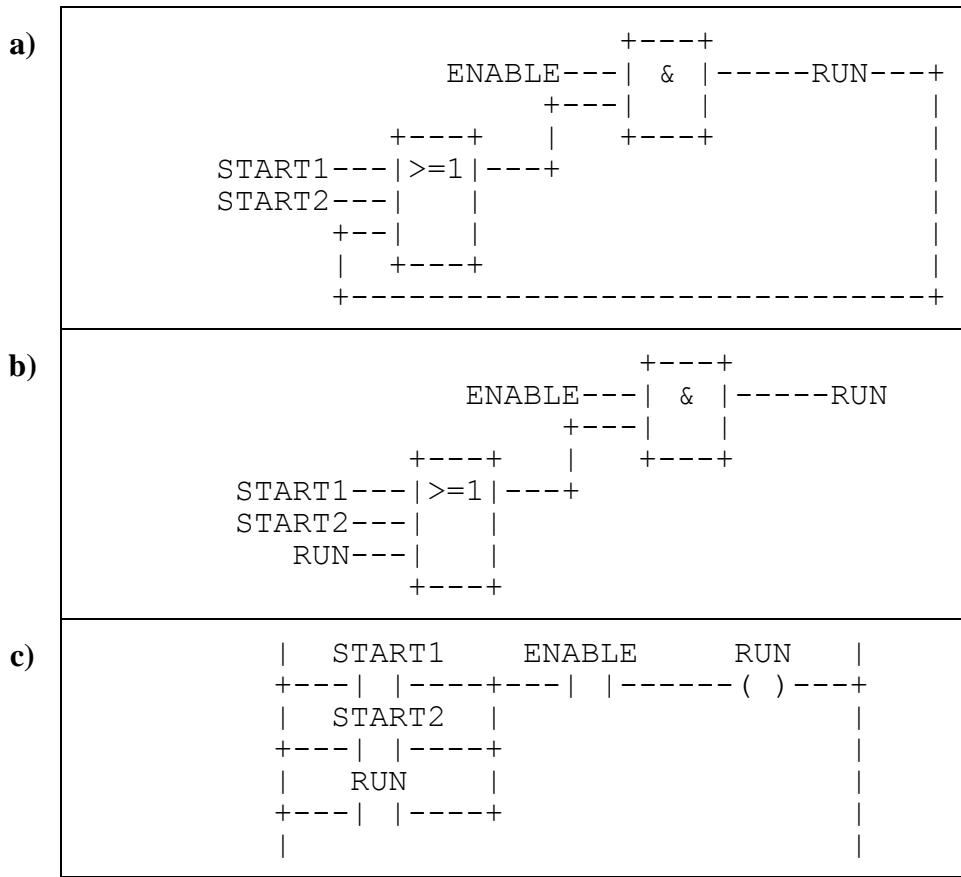 a)
+---+
ENABLE---| & |-----RUN---+
+---| | |
+---+ | +---+ |
START1---|>=1|---+ |
START2---| | |
+--| | |
| +---+ |
+-------------------------------+
b)
+---+
ENABLE---| & |-----RUN
+---| |
+---+ | +---+
START1---|>=1|---+
START2---| |
RUN---| |
+---+
c)
| START1 ENABLE RUN |
+---| |----+---| |------( )---+
| START2 | |
+---| |----+ |
| RUN | |
+---| |----+ |
| |